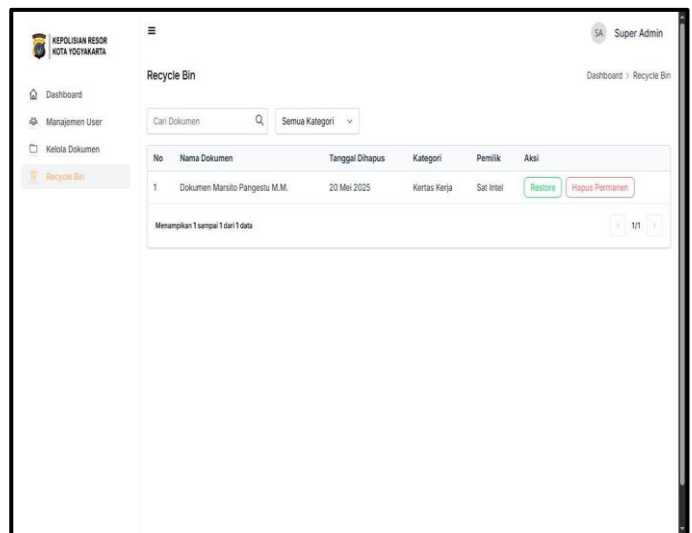 KEPOLISIAN RESOR
KOTA YOGYAKARTA
SA Super Admin
Recycle Bin
Dashboard > Recycle Bin
Dashboard
Manajemen User
Kelola Dokumen
Recycle Bin
Cari Dokumen
Semua Kategori
No Nama Dokumen Tanggal Dihapus Kategori Pemilik Aksi
1 Dokumen Marsito Pangestu M.M. 20 Mei 2025 Kertas Kerja Sat Intel Restore Hapus Permanen
Menampikan 1 sampai 1 dari 1 data
< 1/1 >